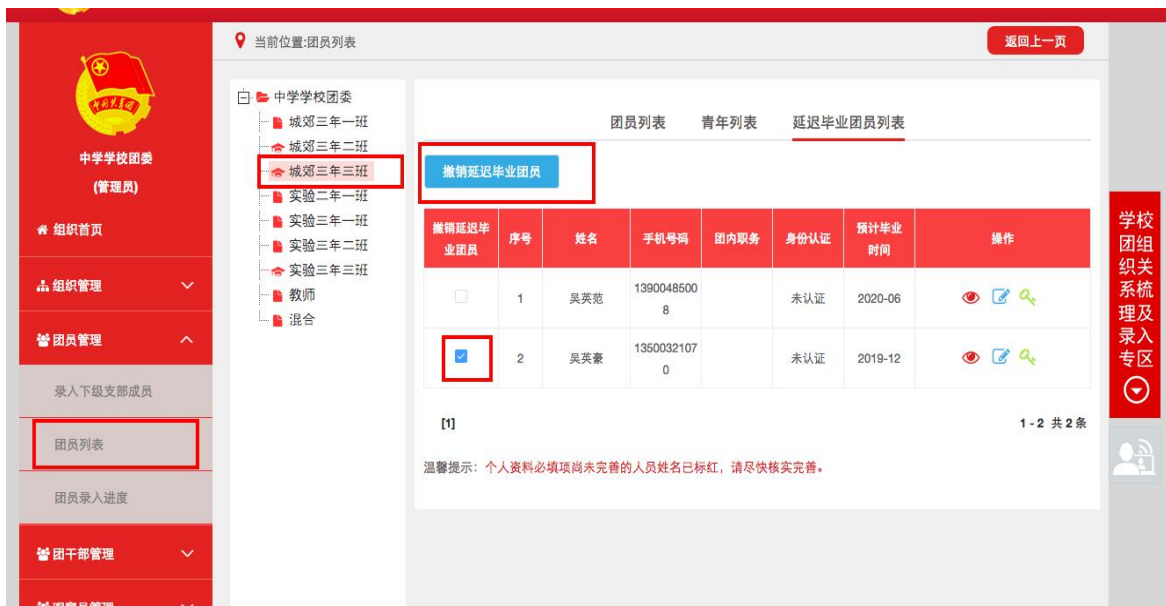 当前位置:团员列表
返回上一页
中国共青团
中学学校团委
(管理员)
组织首页
组织管理
团员管理
录入下级支部成员
团员列表
团员录入进度
团干部管理
中学学校团委
城郊三年一班
城郊三年二班
城郊三年三班
实验二年一班
实验三年一班
实验三年二班
实验三年三班
教师
混合
团员列表 青年列表 延迟毕业团员列表
撤销延迟毕业团员
撤销延迟毕
业团员 序号 姓名 手机号码 团内职务 身份认证 预计毕业
时间 操作
1 吴英范 1390048500
8 未认证 2020-06
2 吴英豪 1350032107
0 未认证 2019-12
[1] 1-2 共2条
温馨提示：个人资料必填项尚未完善的人员姓名已标红，请尽快核实完善。
学校
团组
织关
系梳
理及
录入
专区